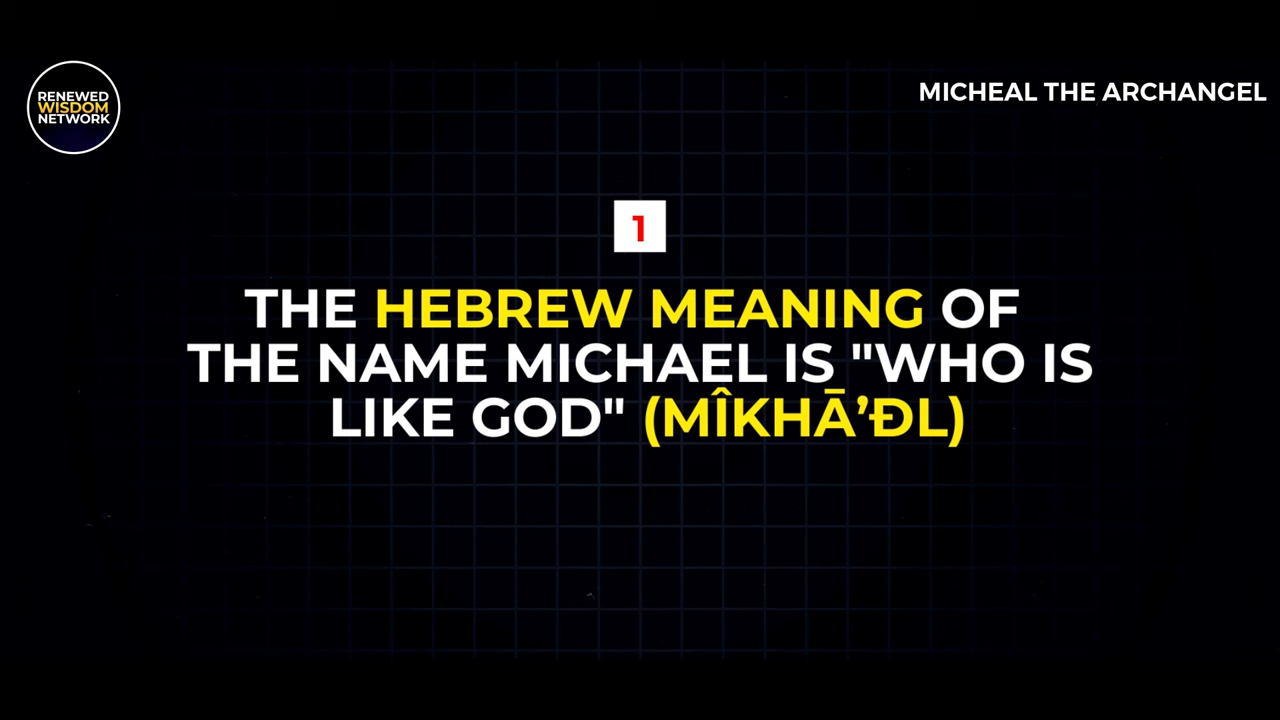 RENEWED
WISDOM
NETWORK
MICHEAL THE ARCHANGEL
1
THE HEBREW MEANING OF
THE NAME MICHAEL IS "WHO IS
LIKE GOD" (MÎKHĀ’ĐL)